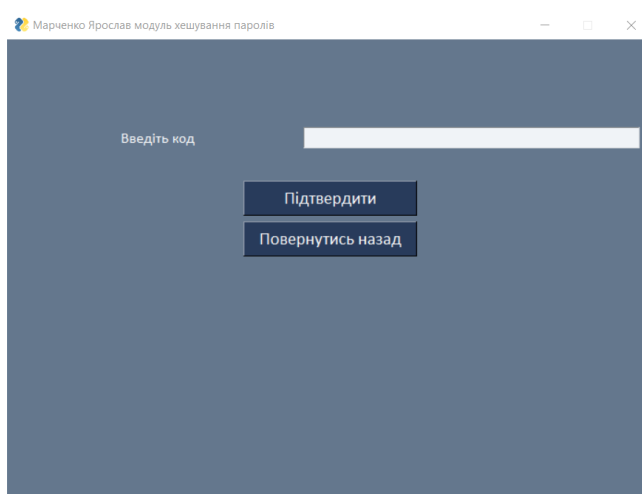 Марченко Ярослав модуль хешування паролів
Введіть код
Підтвердити
Повернутись назад